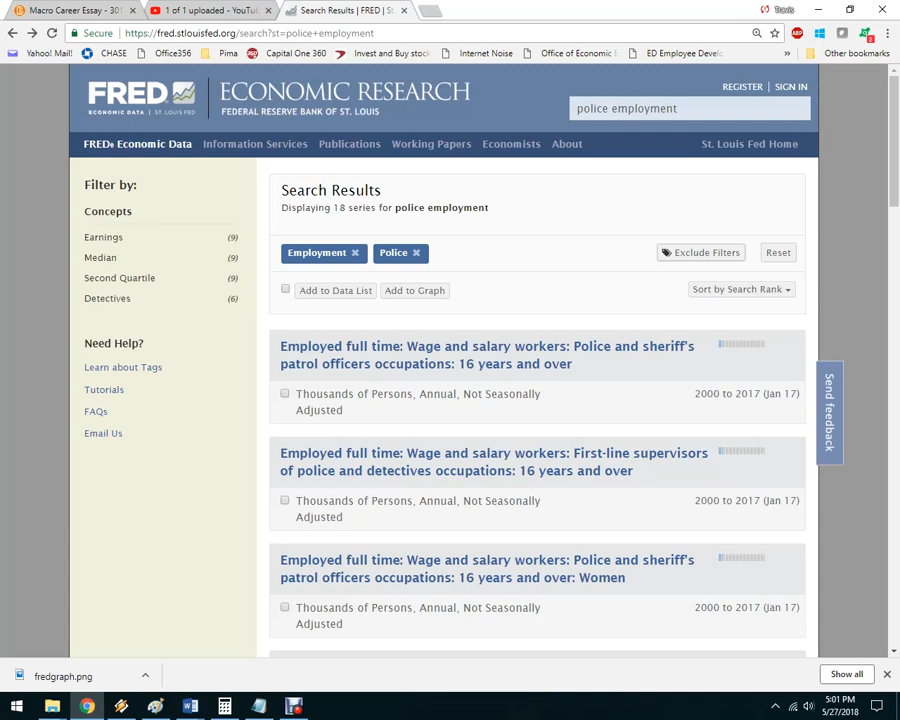 Macro Career Essay - 301
1 of 1 uploaded - YouTu
Search Results | FRED | St
Travis
Secure https://fred.stlouisfed.org/search?st=police+employment
Yahoo! Mail! CHASE Office356 Pima Capital One 360 Invest and Buy stock Internet Noise Office of Economic E ED Employee Devel » Other bookmarks
FRED ECONOMIC RESEARCH
ECONOMIC DATA | ST. LOUIS FED FEDERAL RESERVE BANK OF ST. LOUIS
REGISTER | SIGN IN
police employment
FRED® Economic Data Information Services Publications Working Papers Economists About St. Louis Fed Home
Filter by:
Concepts
Earnings (9)
Median (9)
Second Quartile (9)
Detectives (6)
Need Help?
Learn about Tags
Tutorials
FAQs
Email Us
Search Results
Displaying 18 series for police employment
Employment × Police × Exclude Filters Reset
Add to Data List Add to Graph Sort by Search Rank
Employed full time: Wage and salary workers: Police and sheriff's
patrol officers occupations: 16 years and over
Thousands of Persons, Annual, Not Seasonally 2000 to 2017 (Jan 17)
Adjusted
Employed full time: Wage and salary workers: First-line supervisors
of police and detectives occupations: 16 years and over
Thousands of Persons, Annual, Not Seasonally 2000 to 2017 (Jan 17)
Adjusted
Employed full time: Wage and salary workers: Police and sheriff's
patrol officers occupations: 16 years and over: Women
Thousands of Persons, Annual, Not Seasonally 2000 to 2017 (Jan 17)
Adjusted
Send feedback
fredgraph.png Show all
5:01 PM
5/27/2018